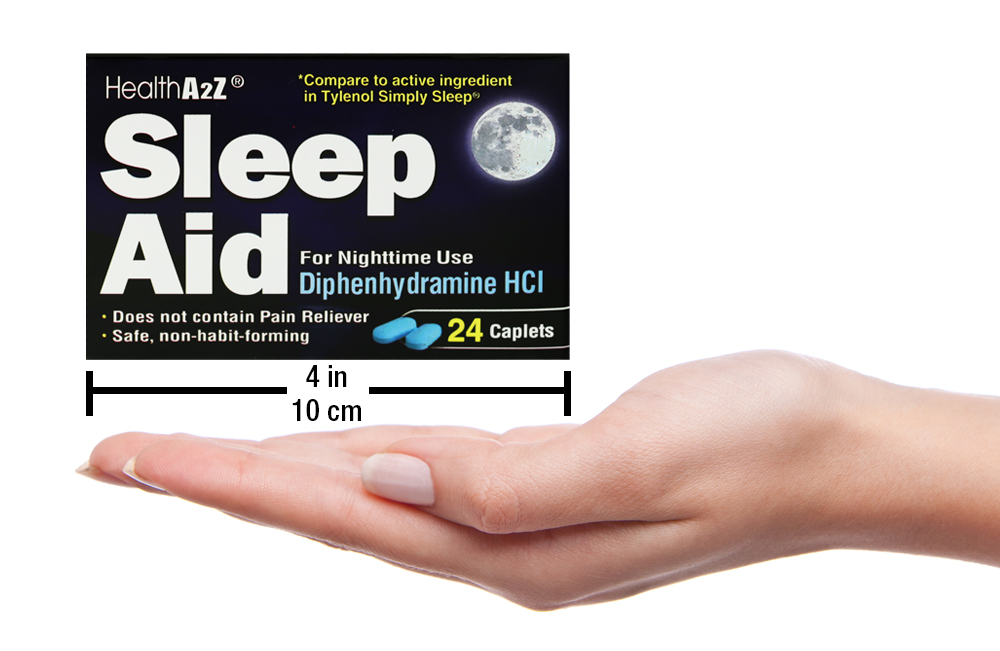 HealthA2Z®
*Compare to active ingredient
in Tylenol Simply Sleep®
Sleep
Aid
For Nighttime Use
Diphenhydramine HCl
• Does not contain Pain Reliever
• Safe, non-habit-forming
24 Caplets
4 in
10 cm